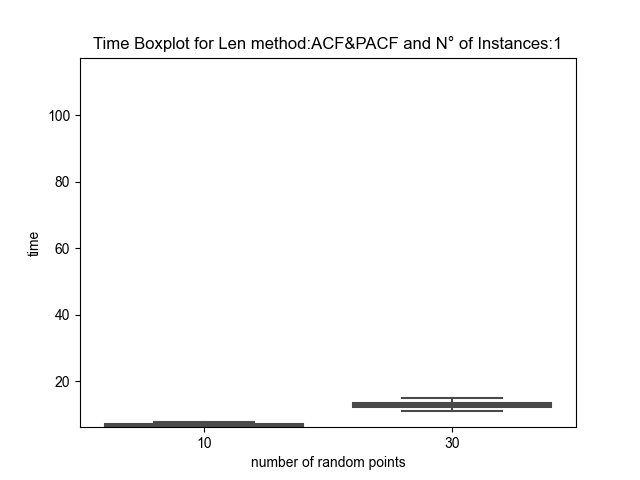 Time Boxplot for Len method:ACF&PACF and N° of Instances:1
100
80
60
40
20
time
10 30
number of random points